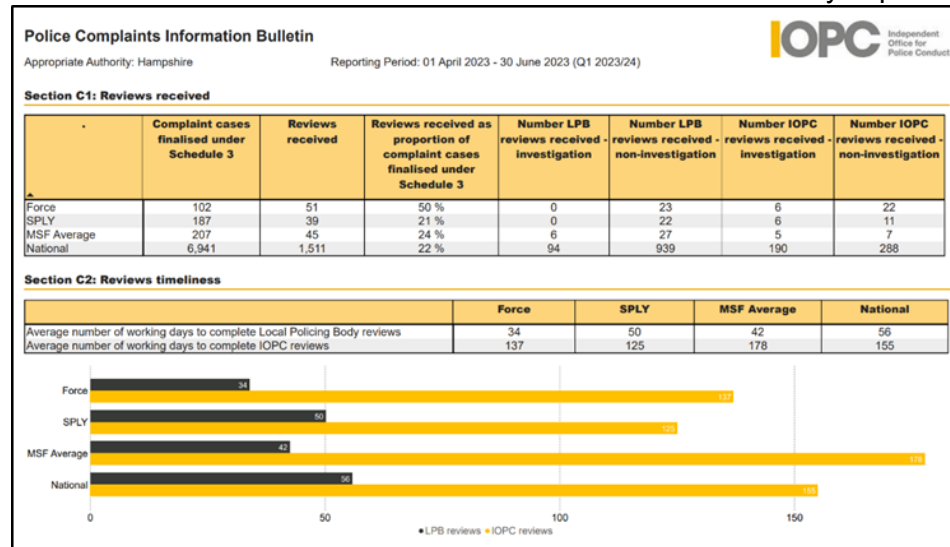 Police Complaints Information Bulletin
IOPC Independent Office for Police Conduct
Appropriate Authority: Hampshire Reporting Period: 01 April 2023 - 30 June 2023 (Q1 2023/24)
Section C1: Reviews received
. Complaint cases finalised under Schedule 3 Reviews received Reviews received as proportion of complaint cases finalised under Schedule 3 Number LPB reviews received - investigation Number LPB reviews received - non-investigation Number IOPC reviews received - investigation Number IOPC reviews received - non-investigation
Force 102 51 50 % 0 23 6 22
SPLY 187 39 21 % 0 22 6 11
MSF Average 207 45 24 % 6 27 5 7
National 6,941 1,511 22 % 94 939 190 288
Section C2: Reviews timeliness
Force SPLY MSF Average National
Average number of working days to complete Local Policing Body reviews 34 50 42 56
Average number of working days to complete IOPC reviews 137 125 178 155
Force 34
137
SPLY 50
125
MSF Average 42
178
National 56
155
0 50 100 150
LPB reviews IOPC reviews